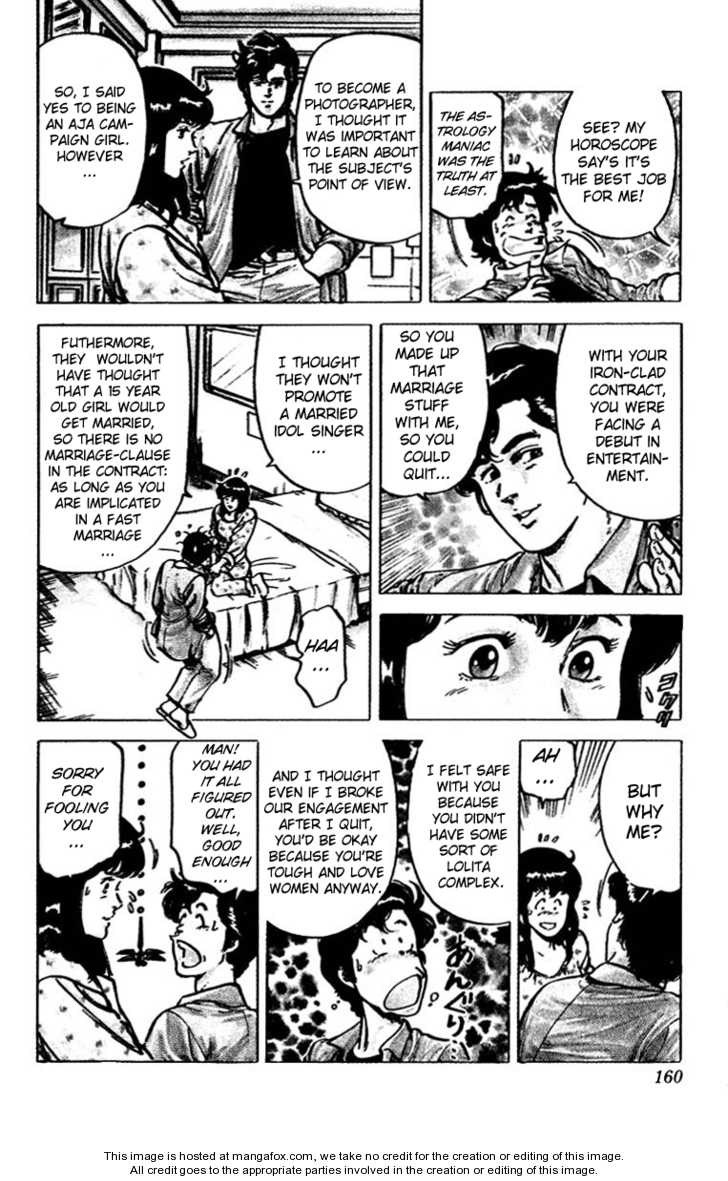 SEE? MY
HOROSCOPE
SAY'S IT'S
THE BEST JOB
FOR ME!
THE AS-
TROLOGY
MANIAC
WAS THE
TRUTH AT
LEAST.
TO BECOME A
PHOTOGRAPHER,
I THOUGHT IT
WAS IMPORTANT
TO LEARN ABOUT
THE SUBJECT'S
POINT OF VIEW.
SO, I SAID
YES TO BEING
AN AJA CAM-
PAIGN GIRL.
HOWEVER
...
WITH YOUR
IRON-CLAD
CONTRACT,
YOU WERE
FACING A
DEBUT IN
ENTERTAIN-
MENT.
SO YOU
MADE UP
THAT
MARRIAGE
STUFF
WITH ME,
SO YOU
COULD
QUIT...
コクリ
I THOUGHT
THEY WON'T
PROMOTE
A MARRIED
IDOL SINGER
...
FUTHERMORE,
THEY WOULDN'T
HAVE THOUGHT
THAT A 15 YEAR
OLD GIRL WOULD
GET MARRIED,
SO THERE IS NO
MARRIAGE-CLAUSE
IN THE CONTRACT:
AS LONG AS YOU
ARE IMPLICATED
IN A FAST
MARRIAGE
...
HAA
...
BUT
WHY
ME?
AH
...
I FELT SAFE
WITH YOU
BECAUSE
YOU DIDN'T
HAVE SOME
SORT OF
LOLITA
COMPLEX.
AND I THOUGHT
EVEN IF I BROKE
OUR ENGAGEMENT
AFTER I QUIT,
YOU'D BE OKAY
BECAUSE YOU'RE
TOUGH AND LOVE
WOMEN ANYWAY.
あんぐり…
MAN!
YOU HAD
IT ALL
FIGURED
OUT.
WELL,
GOOD
ENOUGH
...
SORRY
FOR
FOOLING
YOU
...
160
This image is hosted at mangafox.com, we take no credit for the creation or editing of this image.
All credit goes to the appropriate parties involved in the creation or editing of this image.